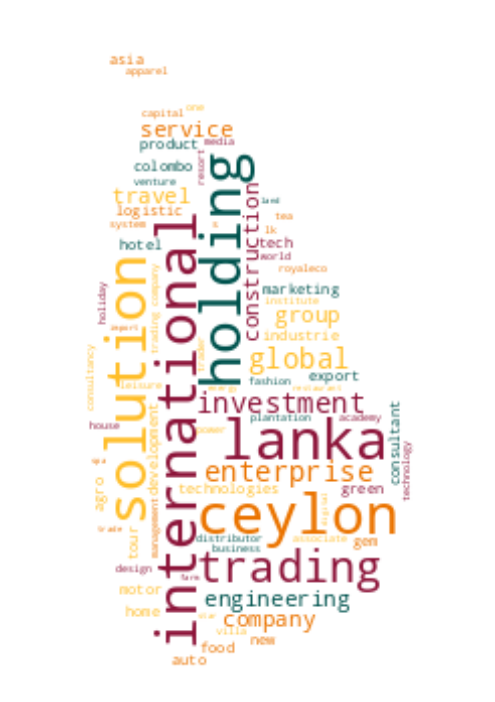 asia
apparel
one
capital
service
product
media
holding
colombo
resort
venture
travel
construction
land
logistic
tea
system
s
lk
international
hotel
tech
world
solution
trading company
royaleco
holiday
marketing
institute
group
import
industrie
trader
global
consultancy
export
fashion
leisure
energy
restaurant
investment
development
plantation
academy
consultant
house
power
lanka
technology
spa
enterprise
agro
technologies
green
ceylon
digital
management
trade
tour
distributor
associate
gem
business
trading
design
farm
motor
engineering
home
star
company
villa
new
food
auto